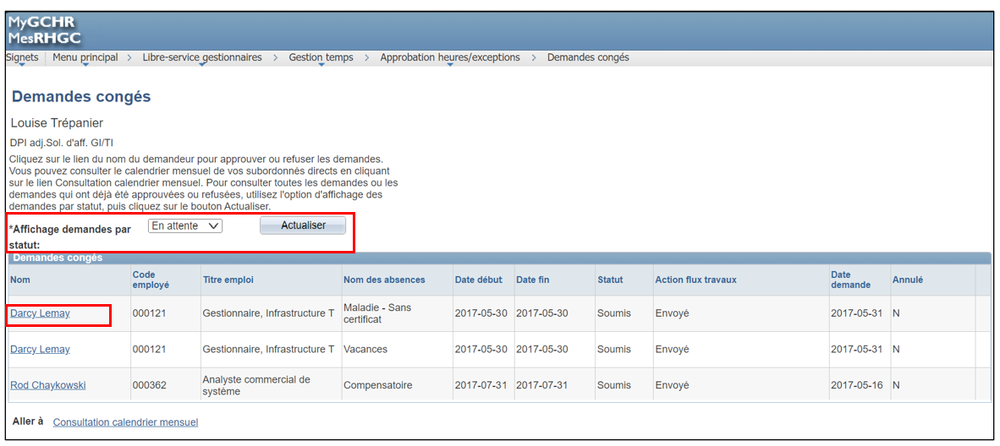 MyGCHR
MesRHGC
Signets Menu principal > Libre-service gestionnaires > Gestion temps > Approbation heures/exceptions > Demandes congés
Demandes congés
Louise Trépanier
DPI adj.Sol. d'aff. GI/TI
Cliquez sur le lien du nom du demandeur pour approuver ou refuser les demandes.
Vous pouvez consulter le calendrier mensuel de vos subordonnés directs en cliquant
sur le lien Consultation calendrier mensuel. Pour consulter toutes les demandes ou les
demandes qui ont déjà été approuvées ou refusées, utilisez l'option d'affichage des
demandes par statut, puis cliquez sur le bouton Actualiser.
*Affichage demandes par statut: En attente Actualiser
Demandes congés
Nom Code employé Titre emploi Nom des absences Date début Date fin Statut Action flux travaux Date demande Annulé
Darcy Lemay 000121 Gestionnaire, Infrastructure T Maladie - Sans certificat 2017-05-30 2017-05-30 Soumis Envoyé 2017-05-31 N
Darcy Lemay 000121 Gestionnaire, Infrastructure T Vacances 2017-05-30 2017-05-30 Soumis Envoyé 2017-05-31 N
Rod Chaykowski 000362 Analyste commercial de système Compensatoire 2017-07-31 2017-07-31 Soumis Envoyé 2017-05-16 N
Aller à Consultation calendrier mensuel